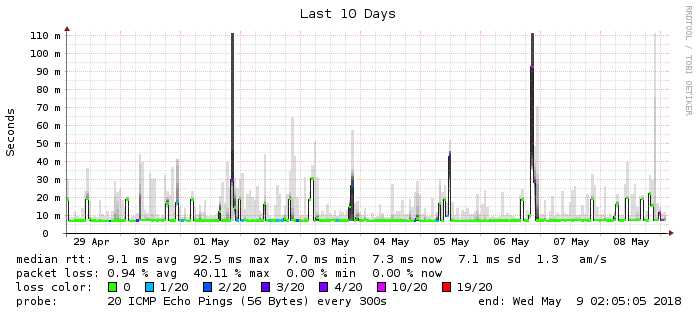 Last 10 Days
RRDTOOL / TOBI OETIKER
Seconds
110 m
100 m
90 m
80 m
70 m
60 m
50 m
40 m
30 m
20 m
10 m
0
29 Apr 30 Apr 01 May 02 May 03 May 04 May 05 May 06 May 07 May 08 May
median rtt: 9.1 ms avg 92.5 ms max 7.0 ms min 7.3 ms now 7.1 ms sd 1.3 am/s
packet loss: 0.94 % avg 40.11 % max 0.00 % min 0.00 % now
loss color: 0 1/20 2/20 3/20 4/20 10/20 19/20
probe: 20 ICMP Echo Pings (56 Bytes) every 300s end: Wed May 9 02:05:05 2018